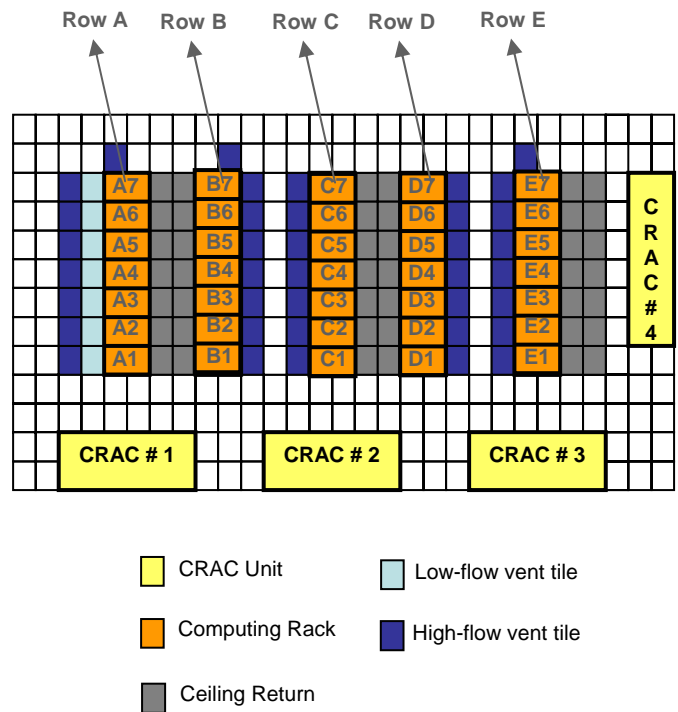 Row A Row B Row C Row D Row E
A7 B7 C7 D7 E7
A6 B6 C6 D6 E6
A5 B5 C5 D5 E5
A4 B4 C4 D4 E4
A3 B3 C3 D3 E3
A2 B2 C2 D2 E2
A1 B1 C1 D1 E1
C
R
A
C
#
4
CRAC # 1 CRAC # 2 CRAC # 3
CRAC Unit Low-flow vent tile
Computing Rack High-flow vent tile
Ceiling Return